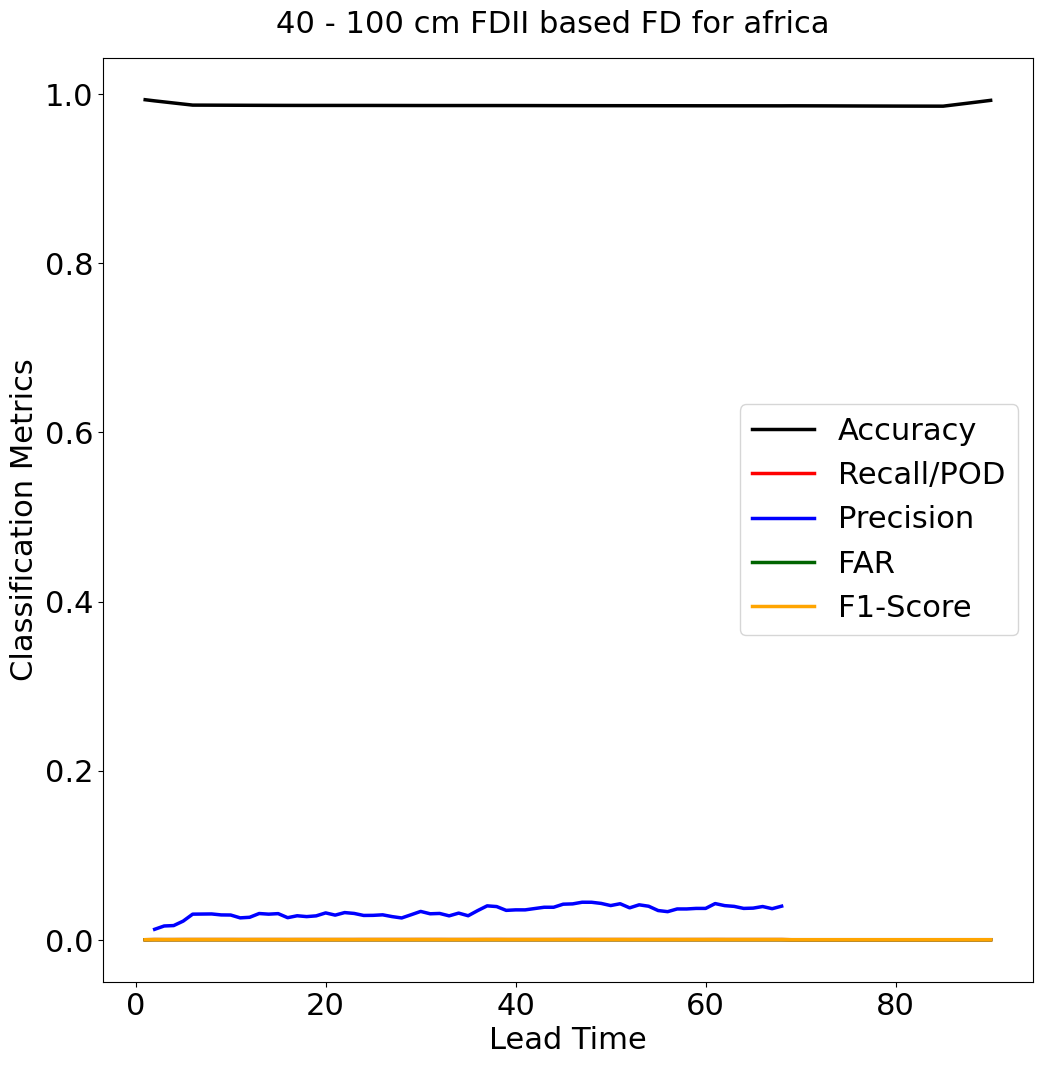 40 - 100 cm FDII based FD for africa
Classification Metrics
1.0
0.8
0.6
0.4
0.2
0.0
Accuracy
Recall/POD
Precision
FAR
F1-Score
0 20 40 60 80
Lead Time